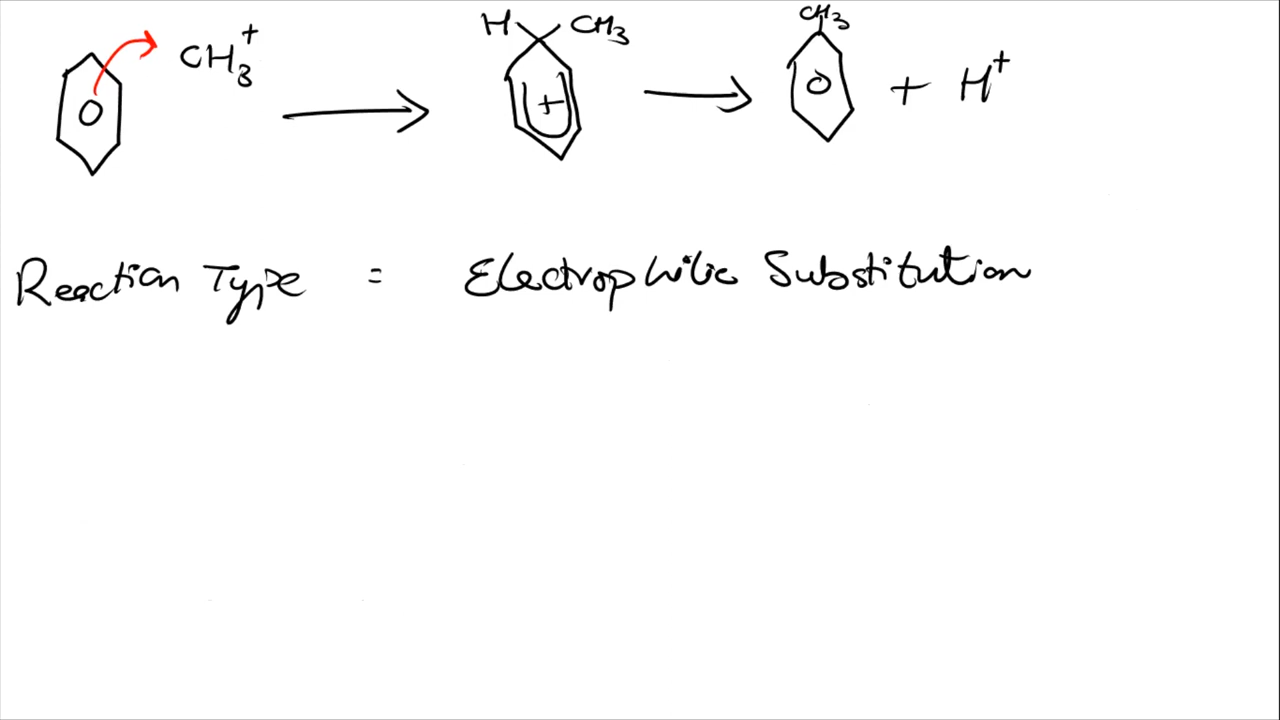 CH₃⁺ H CH₃ + CH₃ + H⁺
Reaction Type = Electrophilic Substitution